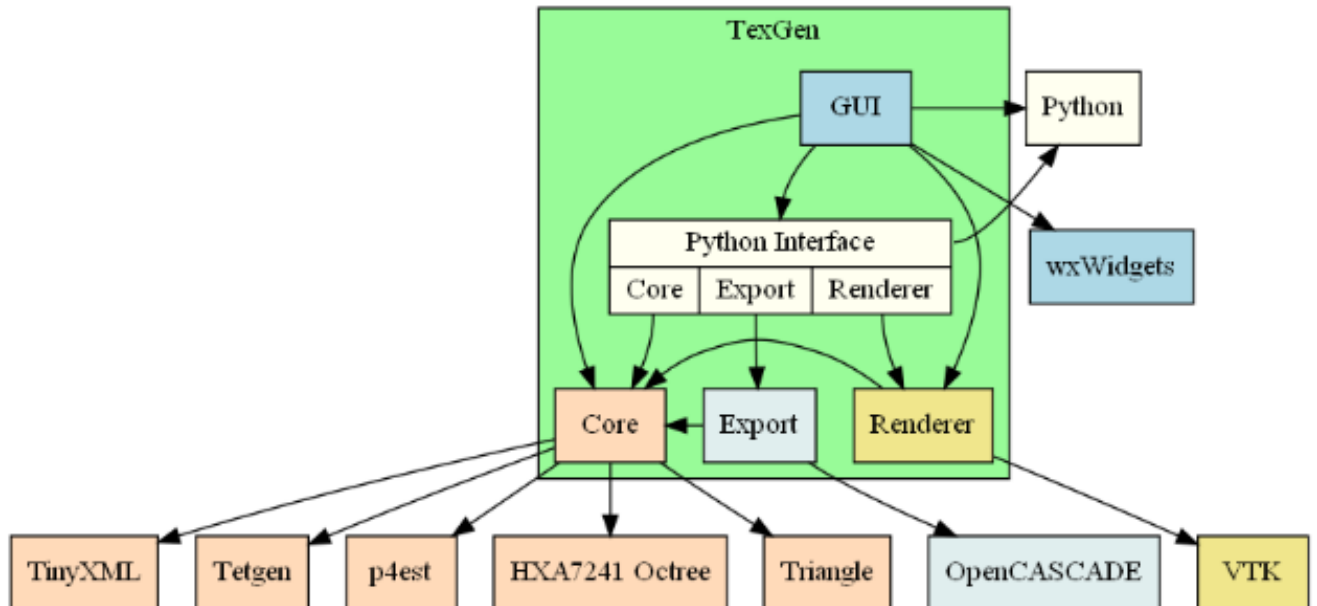 TexGen
GUI
Python
Python Interface
Core
Export
Renderer
wxWidgets
Core
Export
Renderer
TinyXML
Tetgen
p4est
HXA7241 Octree
Triangle
OpenCASCADE
VTK